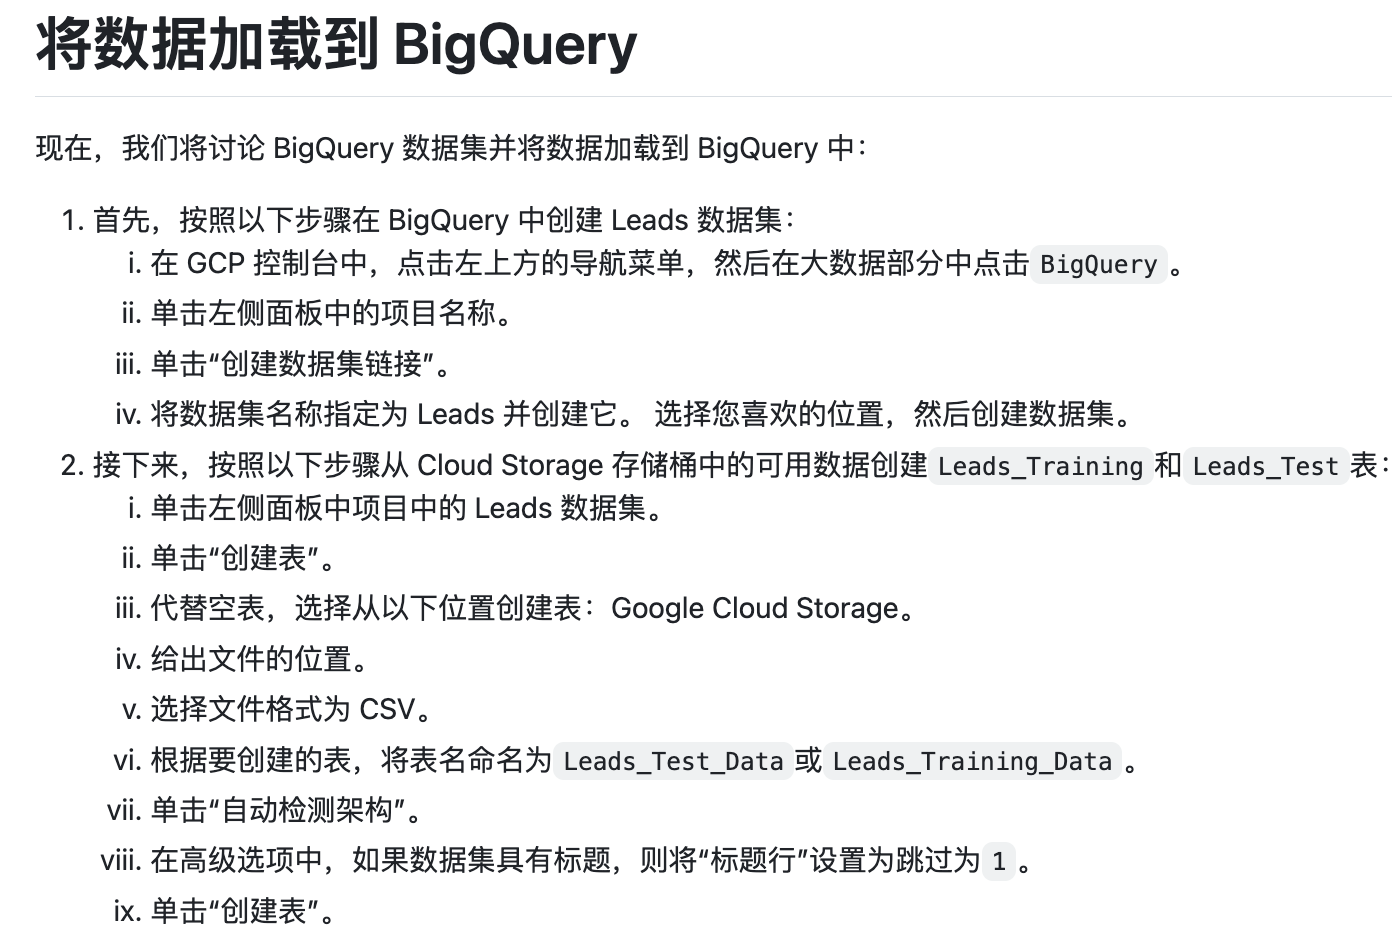 将数据加载到 BigQuery
现在，我们将讨论 BigQuery 数据集并将数据加载到 BigQuery 中：
1. 首先，按照以下步骤在 BigQuery 中创建 Leads 数据集：
i. 在 GCP 控制台中，点击左上方的导航菜单，然后在大数据部分中点击 BigQuery 。
ii. 单击左侧面板中的项目名称。
iii. 单击“创建数据集链接”。
iv. 将数据集名称指定为 Leads 并创建它。 选择您喜欢的位置，然后创建数据集。
2. 接下来，按照以下步骤从 Cloud Storage 存储桶中的可用数据创建 Leads_Training 和 Leads_Test 表：
i. 单击左侧面板中项目中的 Leads 数据集。
ii. 单击“创建表”。
iii. 代替空表，选择从以下位置创建表：Google Cloud Storage。
iv. 给出文件的位置。
v. 选择文件格式为 CSV。
vi. 根据要创建的表，将表名命名为 Leads_Test_Data 或 Leads_Training_Data 。
vii. 单击“自动检测架构”。
viii. 在高级选项中，如果数据集具有标题，则将“标题行”设置为跳过为 1 。
ix. 单击“创建表”。